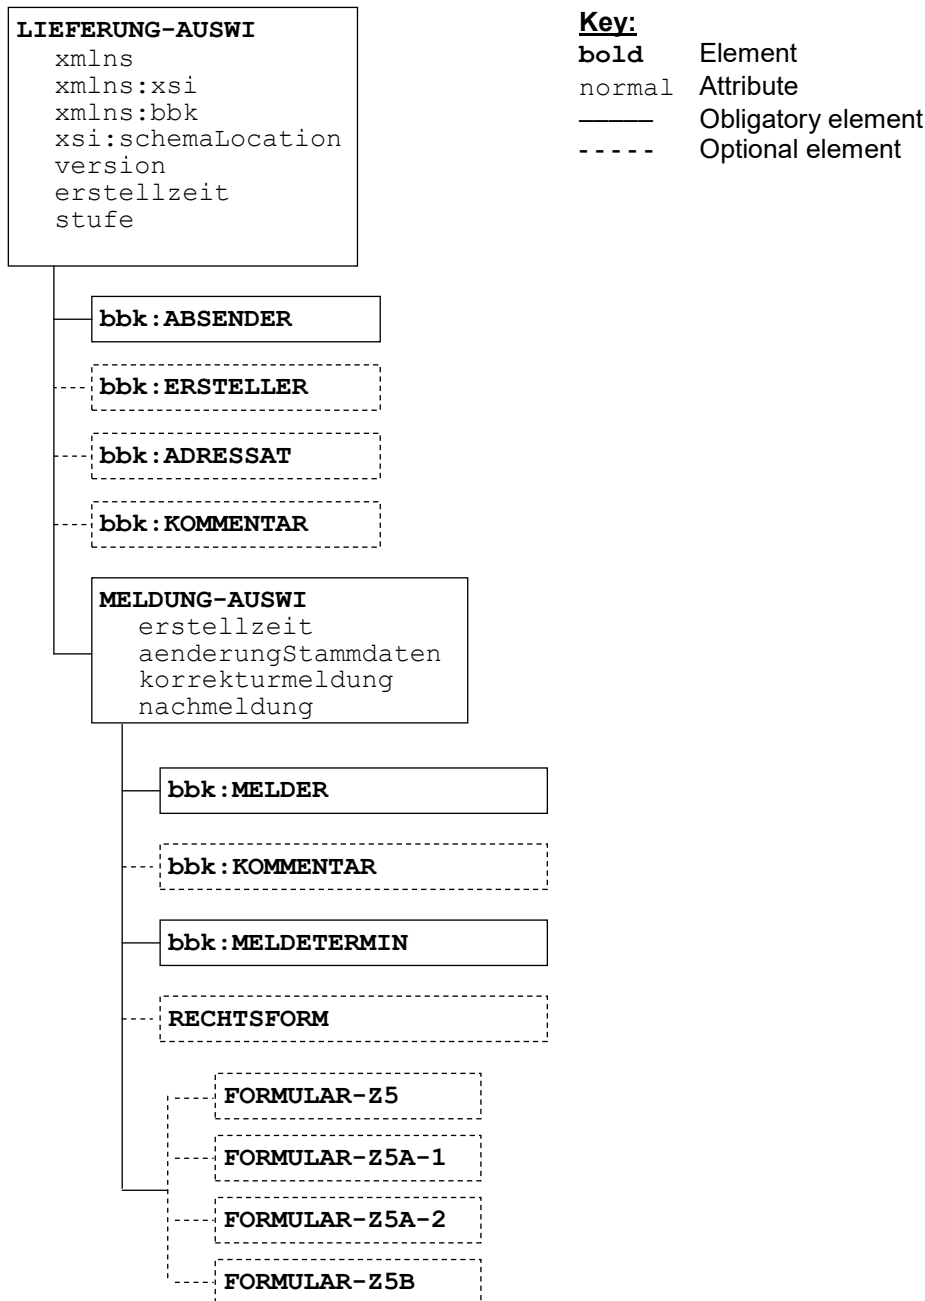 LIEFERUNG-AUSWI
xmlns
xmlns:xsi
xmlns:bbk
xsi:schemaLocation
version
erstellzeit
stufe
Key:
bold Element
normal Attribute
Obligatory element
Optional element
bbk:ABSENDER
bbk:ERSTELLER
bbk:ADRESSAT
bbk:KOMMENTAR
MELDUNG-AUSWI
erstellzeit
aenderungStammdaten
korrekturmeldung
nachmeldung
bbk:MELDER
bbk:KOMMENTAR
bbk:MELDETERMIN
RECHTSFORM
FORMULAR-Z5
FORMULAR-Z5A-1
FORMULAR-Z5A-2
FORMULAR-Z5B